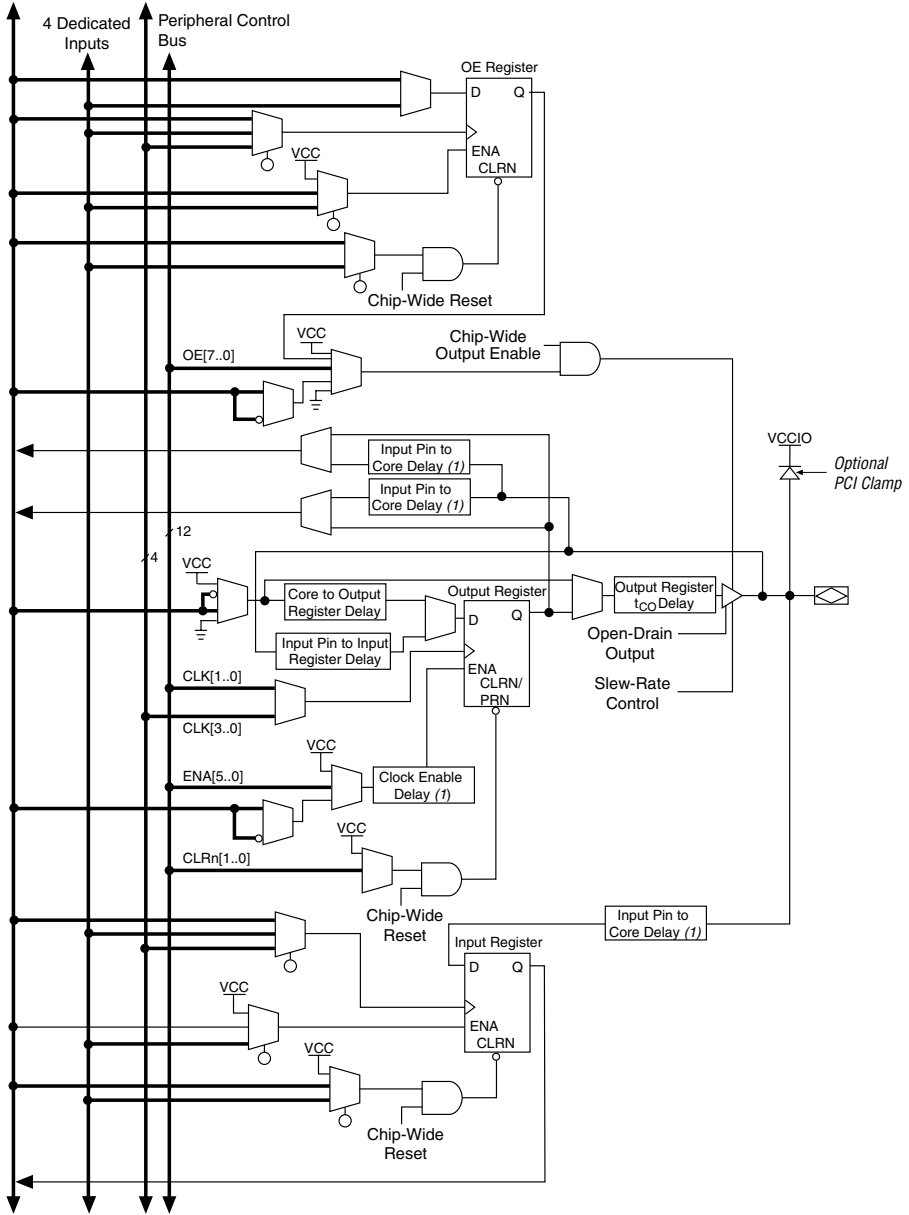 4 Dedicated
Inputs
Peripheral Control
Bus
OE Register
D Q
ENA
CLRN
VCC
Chip-Wide Reset
VCC
OE[7..0]
Chip-Wide
Output Enable
Input Pin to
Core Delay (1)
Input Pin to
Core Delay (1)
VCCIO
Optional
PCI Clamp
12
4
VCC
Core to Output
Register Delay
Input Pin to Input
Register Delay
Output Register
D Q
ENA
CLRN/
PRN
Output Register
tCO Delay
Open-Drain
Output
Slew-Rate
Control
CLK[1..0]
CLK[3..0]
VCC
ENA[5..0]
Clock Enable
Delay (1)
VCC
CLRn[1..0]
Chip-Wide
Reset
Input Pin to
Core Delay (1)
Input Register
D Q
ENA
CLRN
VCC
VCC
Chip-Wide
Reset